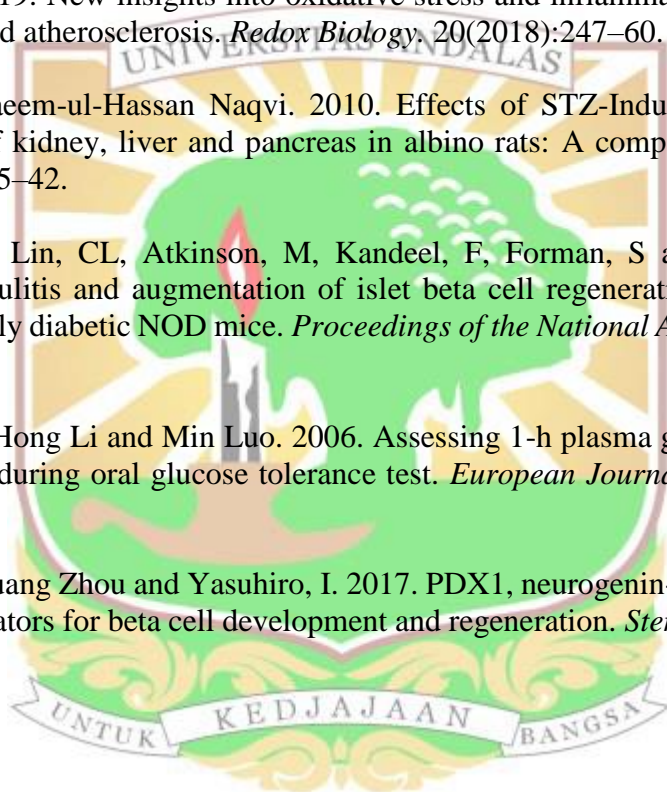 19. New insights into oxidative stress and inflamma
d atherosclerosis. Redox Biology. 20(2018):247–60.
UNIVERSITAS ANDALAS
aeem-ul-Hassan Naqvi. 2010. Effects of STZ-Indu
f kidney, liver and pancreas in albino rats: A comp
5–42.
Lin, CL, Atkinson, M, Kandeel, F, Forman, S a
ulitis and augmentation of islet beta cell regenerati
ly diabetic NOD mice. Proceedings of the National A
Hong Li and Min Luo. 2006. Assessing 1-h plasma g
during oral glucose tolerance test. European Journa
uang Zhou and Yasuhiro, I. 2017. PDX1, neurogenin-
ators for beta cell development and regeneration. Ste
UNTUK KEDJAJAAN BANGSA